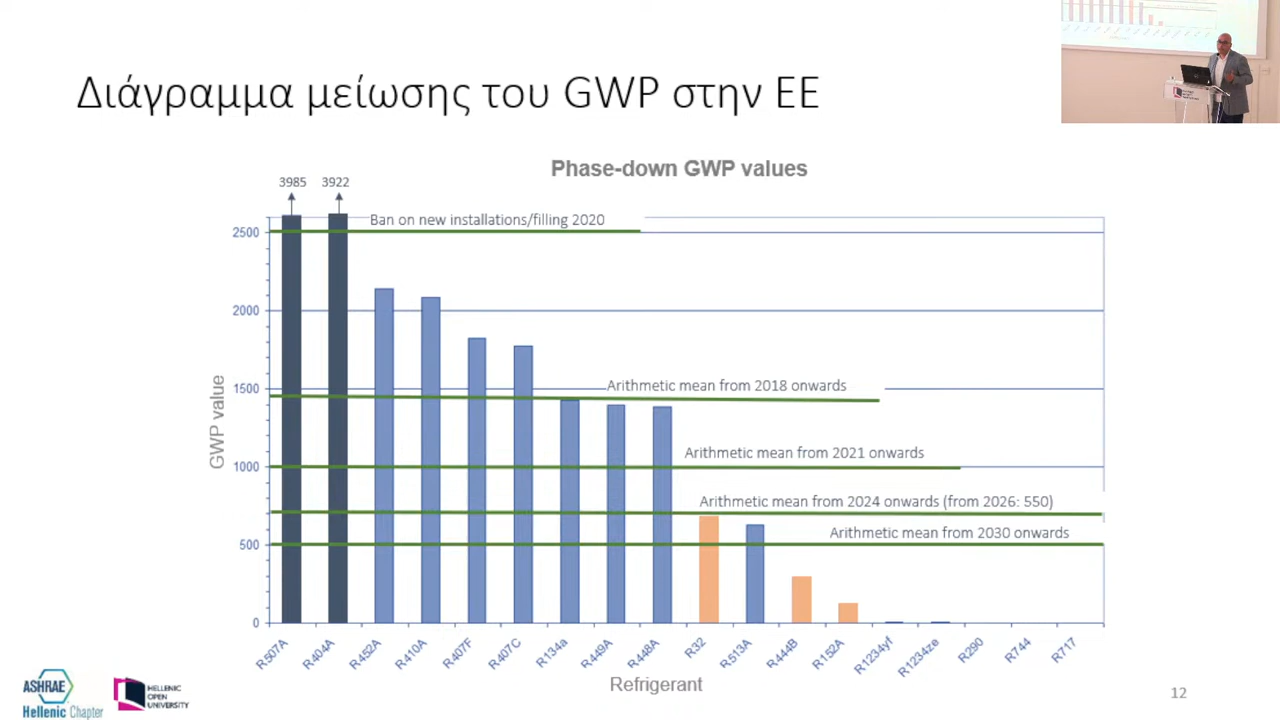 Διάγραμμα μείωσης του GWP στην ΕΕ
Phase-down GWP values
3985
3922
Ban on new installations/filling 2020
2500
2000
1500
1000
500
0
GWP value
Arithmetic mean from 2018 onwards
Arithmetic mean from 2021 onwards
Arithmetic mean from 2024 onwards (from 2026: 550)
Arithmetic mean from 2030 onwards
R507A
R404A
R452A
R410A
R407F
R407C
R134a
R449A
R448A
R32
R513A
R444B
R152A
R1234yf
R1234ze
R290
R744
R717
Refrigerant
ASHRAE
Hellenic Chapter
HELLENIC
OPEN
UNIVERSITY
12